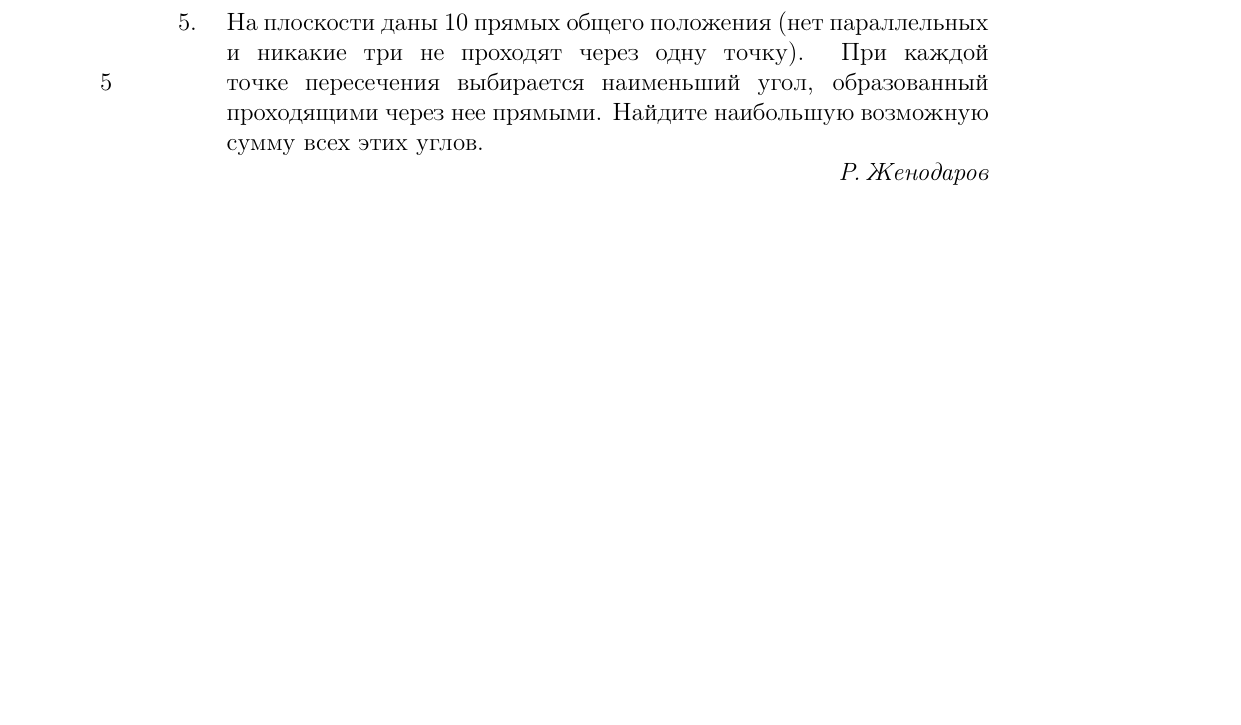 5. На плоскости даны 10 прямых общего положения (нет параллельных
и никакие три не проходят через одну точку). При каждой
5 точке пересечения выбирается наименьший угол, образованный
проходящими через нее прямыми. Найдите наибольшую возможную
сумму всех этих углов.
Р. Женодаров